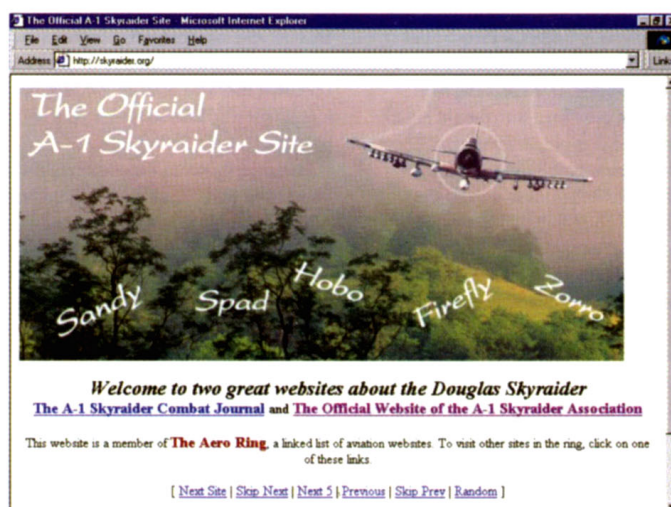 The Official A-1 Skyraider Site - Microsoft Internet Explorer
File Edit View Go Favorites Help
Address http://skyraider.org/ Links
The Official
A-1 Skyraider Site
Sandy Spad Hobo Firefly Zorro
Welcome to two great websites about the Douglas Skyraider
The A-1 Skyraider Combat Journal and The Official Website of the A-1 Skyraider Association
This website is a member of The Aero Ring, a linked list of aviation websites. To visit other sites in the ring, click on one
of these links.
[ Next Site | Skip Next | Next 5 | Previous | Skip Prev | Random ]